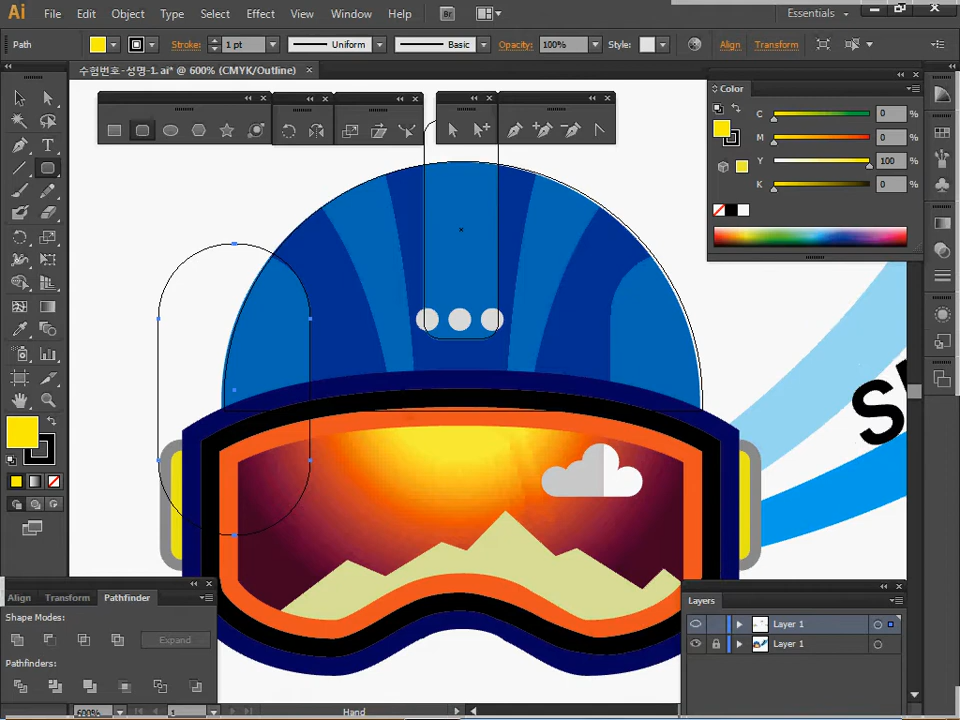 Ai File Edit Object Type Select Effect View Window Help Br Essentials
Path Stroke: 1 pt Uniform Basic Opacity: 100% Style: Align Transform
수험번호-성명-1. ai* @ 600% (CMYK/Outline)
Color
C 0 %
M 0 %
Y 100 %
K 0 %
Align Transform Pathfinder
Shape Modes:
Expand
Pathfinders:
Layers
Layer 1
Layer 1
600% 1 Hand